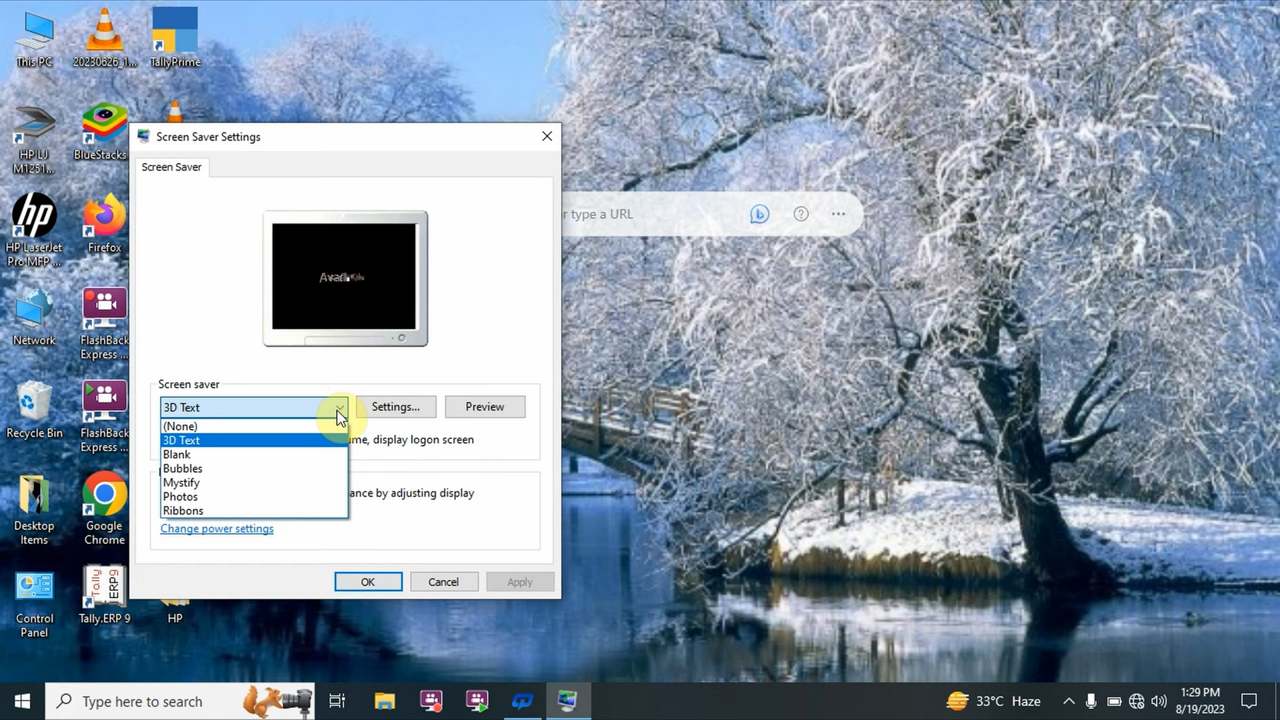 This PC
20230626_1...
TallyPrime
HP LJ
M1251...
BlueStacks
HP LaserJet
Pro MFP ...
Firefox
Network
FlashBack
Express ...
Recycle Bin
FlashBack
Express ...
Desktop
Items
Google
Chrome
Control
Panel
Tally.ERP 9
HP
Screen Saver Settings
Screen Saver
Screen saver
3D Text
Settings...
Preview
(None)
3D Text
Blank
Bubbles
Mystify
Photos
Ribbons
me, display logon screen
ance by adjusting display
Change power settings
OK
Cancel
Apply
r type a URL
Type here to search
33°C Haze
1:29 PM
8/19/2023